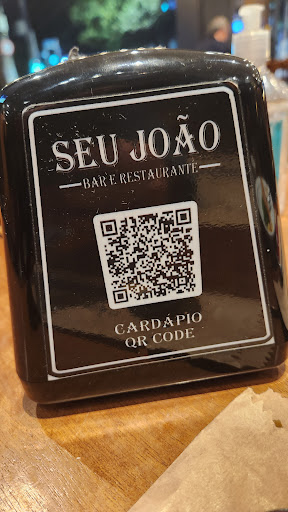 SEU JOÃO
BAR E RESTAURANTE
CARDÁPIO
QR CODE